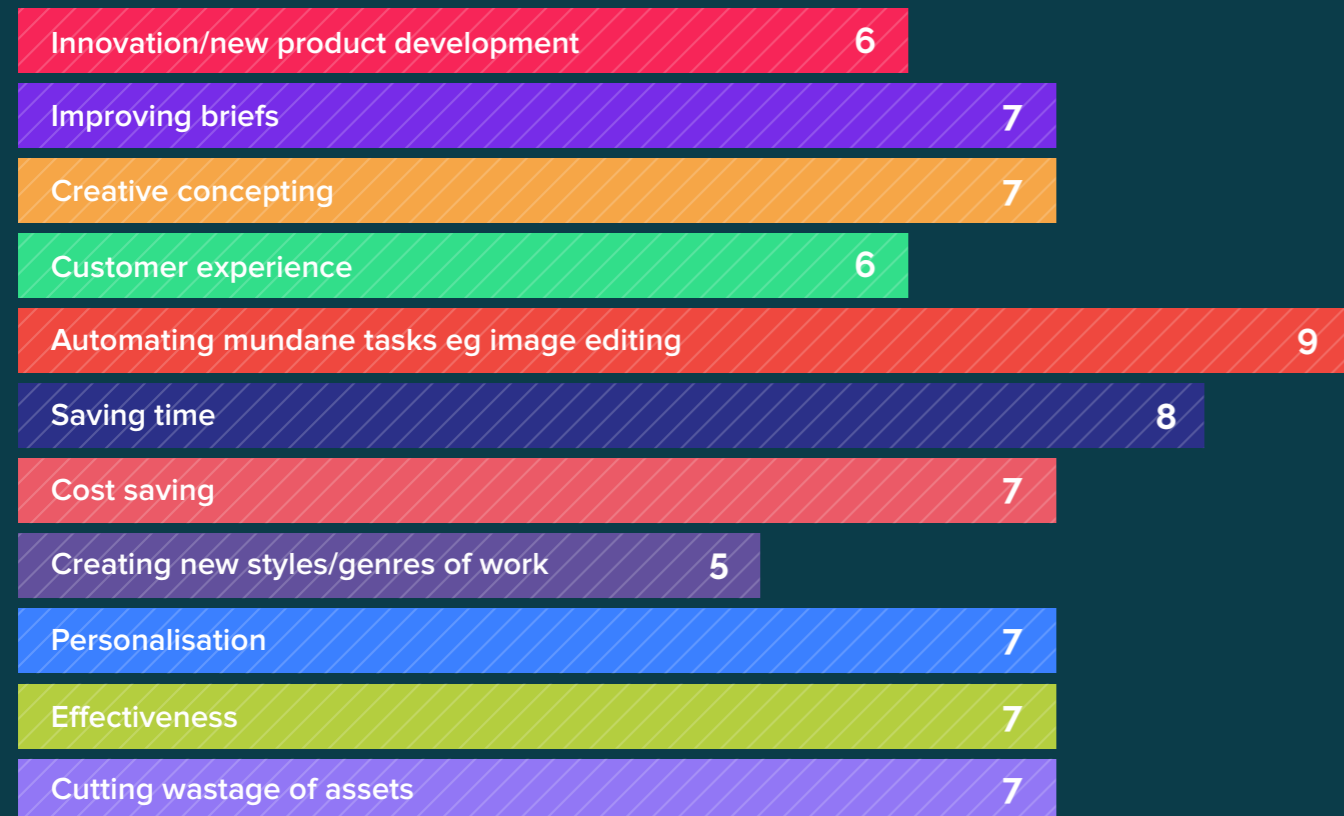 Innovation/new product development 6
Improving briefs 7
Creative concepting 7
Customer experience 6
Automating mundane tasks eg image editing 9
Saving time 8
Cost saving 7
Creating new styles/genres of work 5
Personalisation 7
Effectiveness 7
Cutting wastage of assets 7